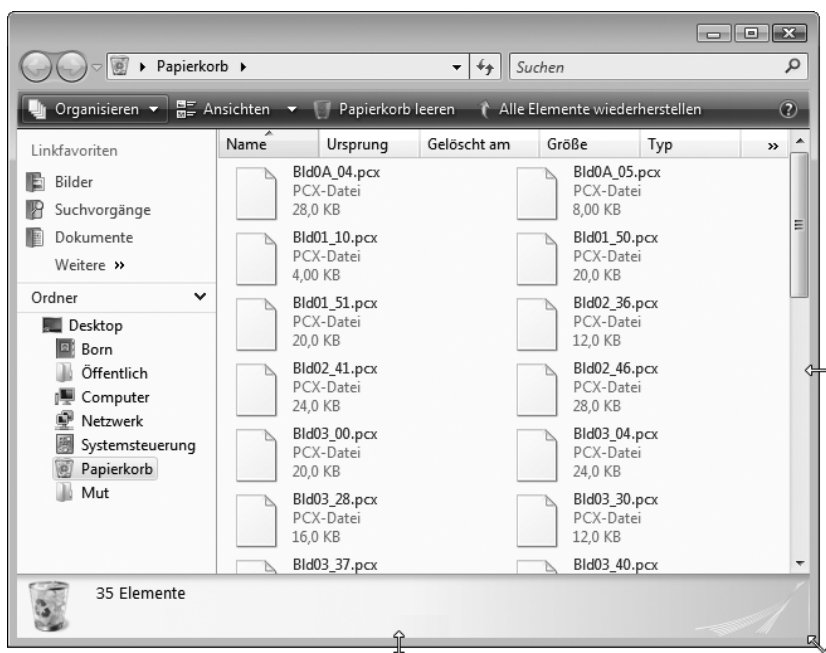 Papierkorb
Suchen
Organisieren Ansichten Papierkorb leeren Alle Elemente wiederherstellen ?
Linkfavoriten
Bilder
Suchvorgänge
Dokumente
Weitere »
Ordner
Desktop
Born
Öffentlich
Computer
Netzwerk
Systemsteuerung
Papierkorb
Mut
Name Ursprung Gelöscht am Größe Typ »
Bld0A_04.pcx
PCX-Datei
28,0 KB
Bld0A_05.pcx
PCX-Datei
8,00 KB
Bld01_10.pcx
PCX-Datei
4,00 KB
Bld01_50.pcx
PCX-Datei
20,0 KB
Bld01_51.pcx
PCX-Datei
20,0 KB
Bld02_36.pcx
PCX-Datei
12,0 KB
Bld02_41.pcx
PCX-Datei
24,0 KB
Bld02_46.pcx
PCX-Datei
28,0 KB
Bld03_00.pcx
PCX-Datei
20,0 KB
Bld03_04.pcx
PCX-Datei
24,0 KB
Bld03_28.pcx
PCX-Datei
16,0 KB
Bld03_30.pcx
PCX-Datei
12,0 KB
Bld03_37.pcx
Bld03_40.pcx
35 Elemente